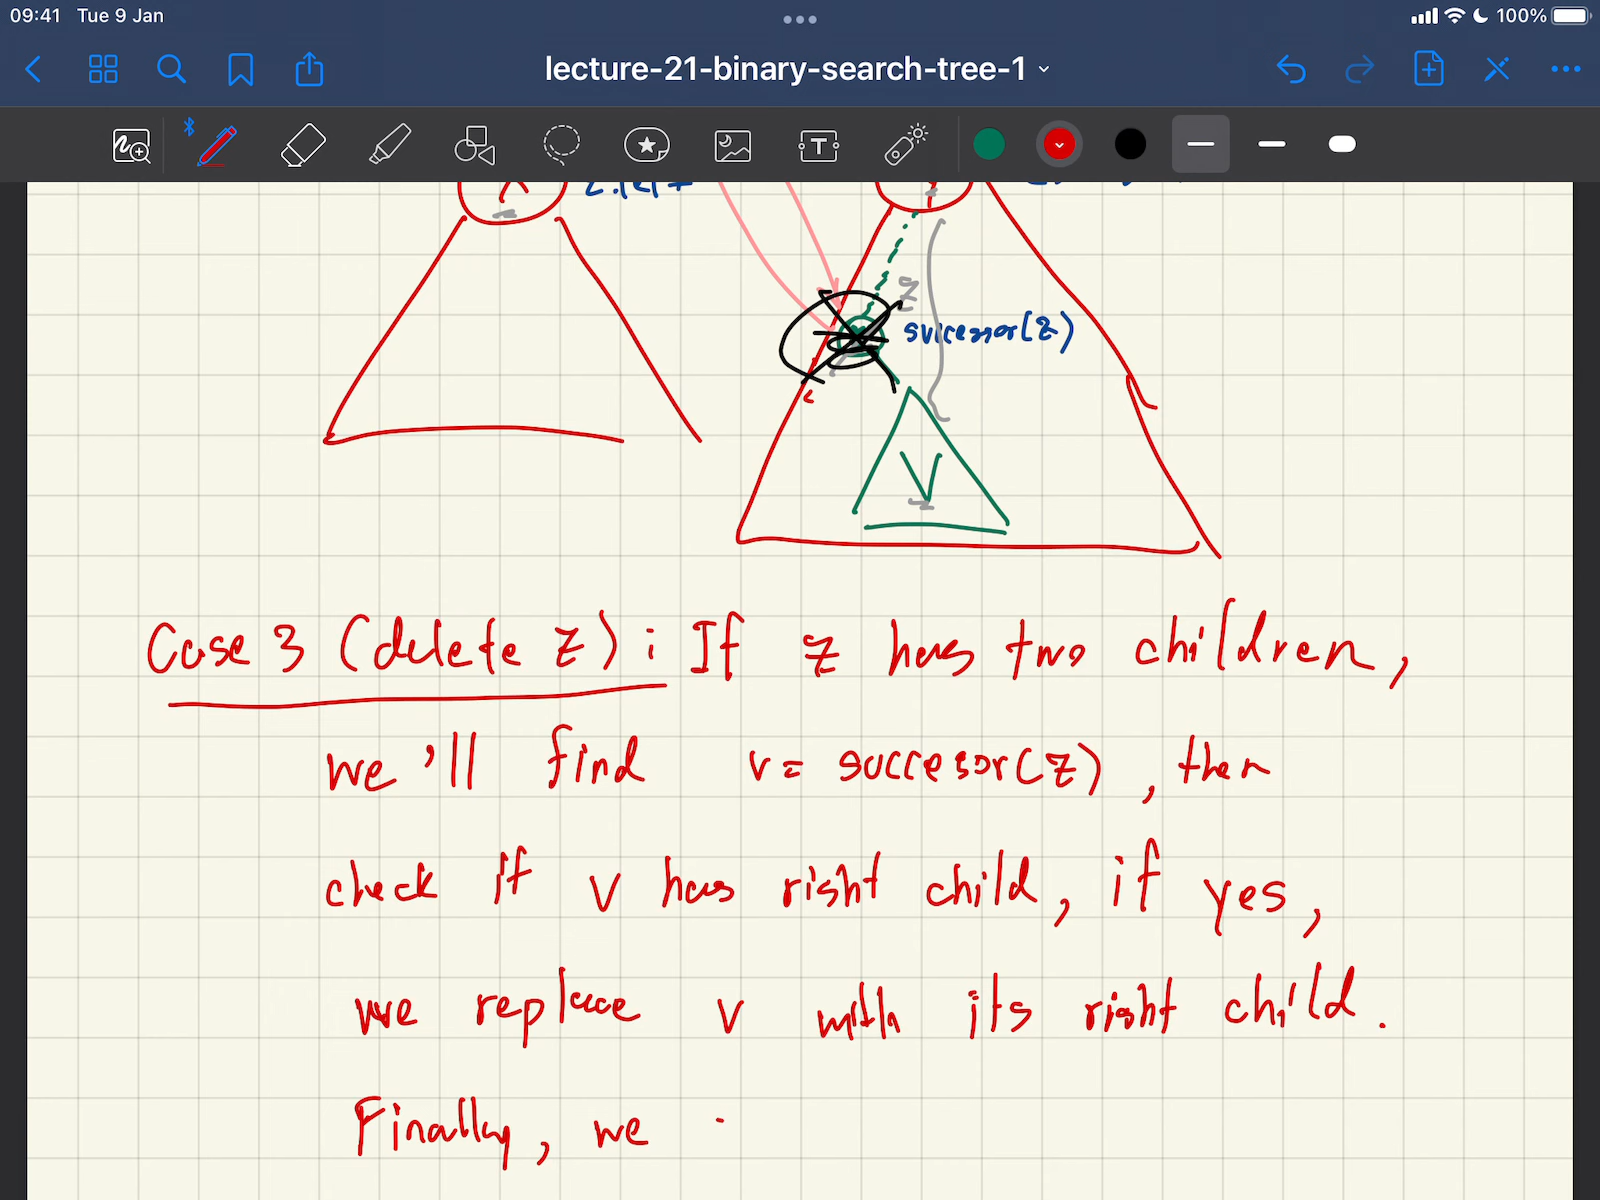 09:41 Tue 9 Jan
100%
lecture-21-binary-search-tree-1
T
z
succesor(z)
V
Case 3 (delete z) : If z has two children,
we'll find v = succesor(z), then
check if v has right child, if yes,
we replace v with its right child.
Finally, we